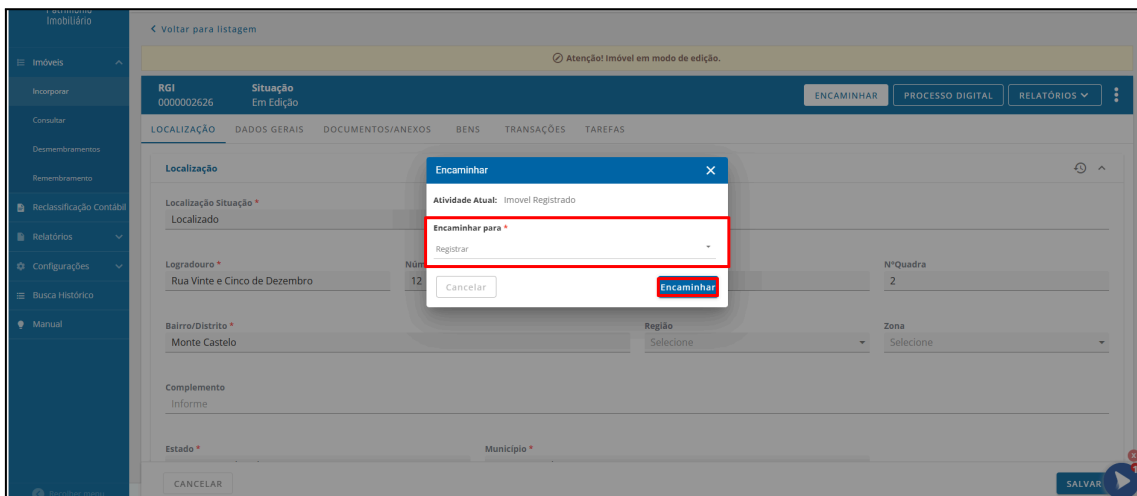 Imobiliário
Voltar para listagem
Atenção! Imóvel em modo de edição.
Imóveis
Incorporar
Consultar
Desmembramentos
Remembramento
Reclassificação Contábil
Relatórios
Configurações
Busca Histórico
Manual
Recolher menu
RGI
0000002626
Situação
Em Edição
ENCAMINHAR
PROCESSO DIGITAL
RELATÓRIOS
LOCALIZAÇÃO DADOS GERAIS DOCUMENTOS/ANEXOS BENS TRANSAÇÕES TAREFAS
Localização
Localização Situação *
Localizado
Logradouro *
Rua Vinte e Cinco de Dezembro
12
NºQuadra
2
Bairro/Distrito *
Monte Castelo
Região
Selecione
Zona
Selecione
Complemento
Informe
Estado *
Município *
CANCELAR
SALVAR
Encaminhar
Atividade Atual: Imovel Registrado
Encaminhar para *
Registrar
Cancelar
Encaminhar